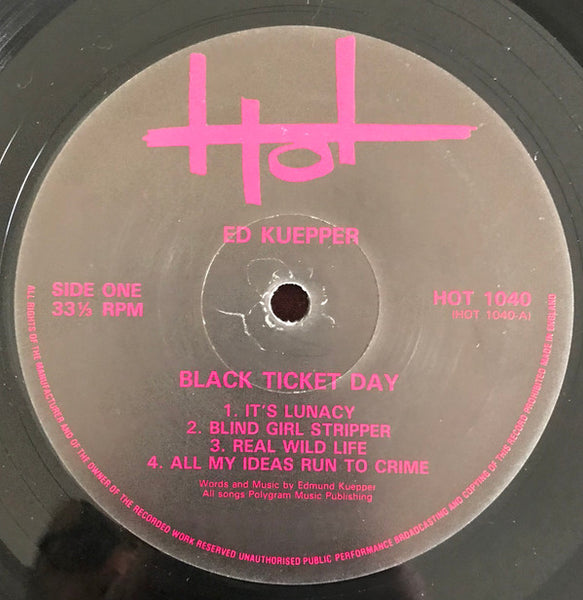 Hot
ED KUEPPER
SIDE ONE
33⅓ RPM
HOT 1040
(HOT 1040-A)
BLACK TICKET DAY
1. IT'S LUNACY
2. BLIND GIRL STRIPPER
3. REAL WILD LIFE
4. ALL MY IDEAS RUN TO CRIME
Words and Music by Edmund Kuepper
All songs Polygram Music Publishing
ALL RIGHTS OF THE MANUFACTURER AND OF THE OWNER OF THE RECORDED WORK RESERVED UNAUTHORISED PUBLIC PERFORMANCE BROADCASTING AND COPYING OF THIS RECORD PROHIBITED MADE IN ENGLAND